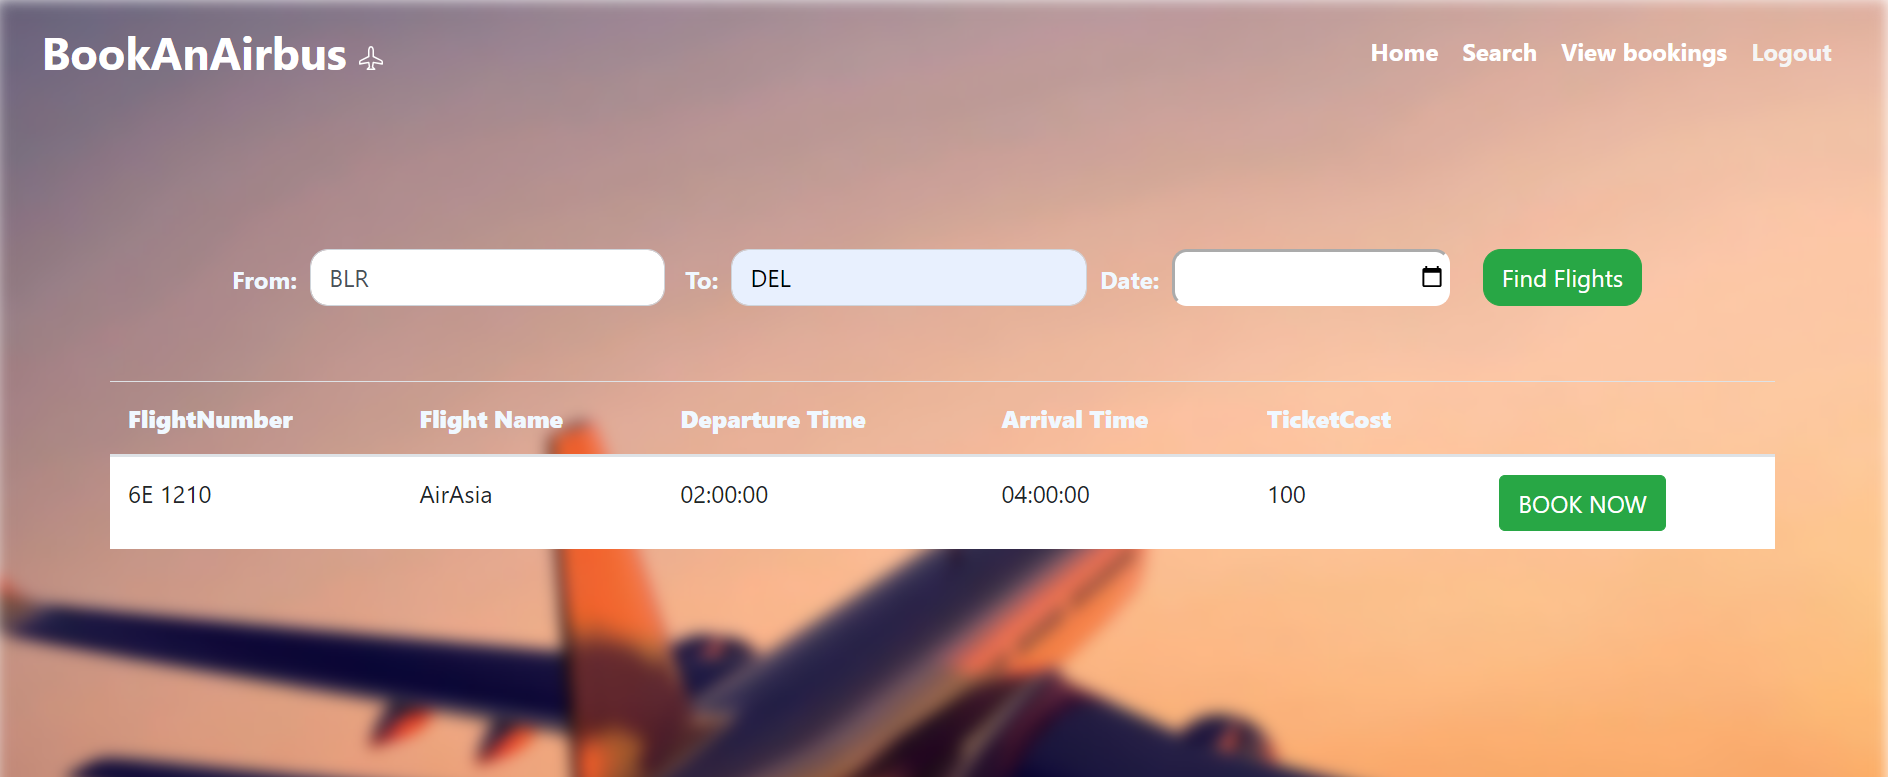 BookAnAirbus
Home Search View bookings Logout
From: BLR To: DEL Date: Find Flights
FlightNumber Flight Name Departure Time Arrival Time TicketCost
6E 1210 AirAsia 02:00:00 04:00:00 100 BOOK NOW